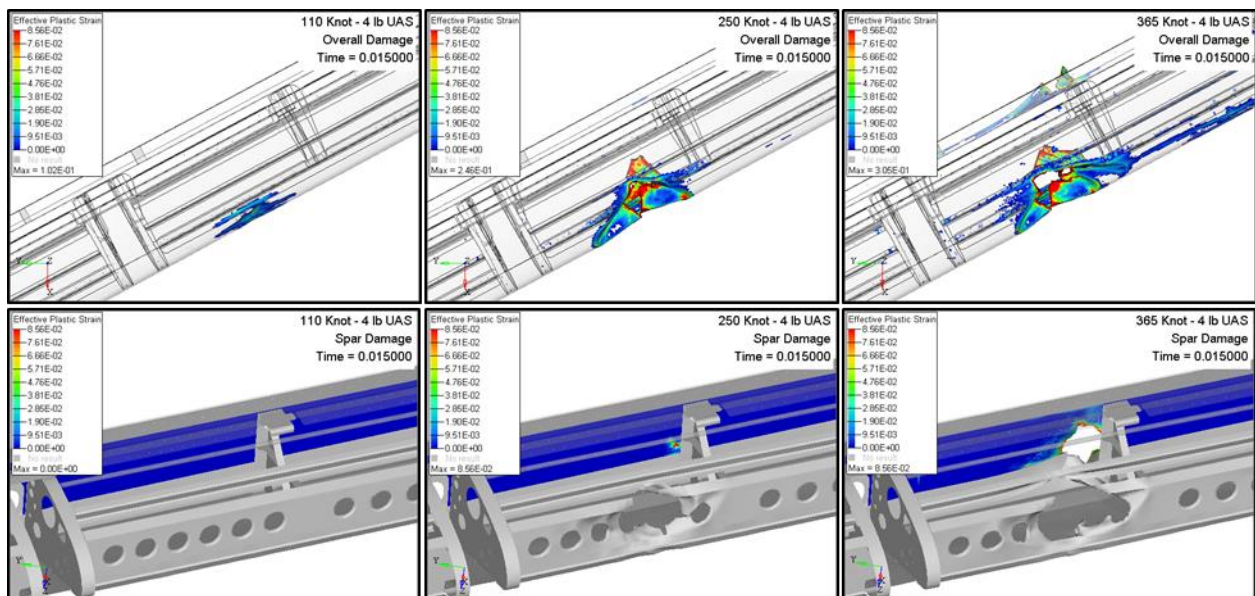 Effective Plastic Strain
8.56E-02
7.61E-02
6.66E-02
5.71E-02
4.76E-02
3.81E-02
2.85E-02
1.90E-02
9.51E-03
0.00E+00
No result
Max = 1.02E-01
110 Knot - 4 lb UAS
Overall Damage
Time = 0.015000
Y
Z
X
Effective Plastic Strain
8.56E-02
7.61E-02
6.66E-02
5.71E-02
4.76E-02
3.81E-02
2.85E-02
1.90E-02
9.51E-03
0.00E+00
No result
Max = 2.46E-01
250 Knot - 4 lb UAS
Overall Damage
Time = 0.015000
Y
Z
X
Effective Plastic Strain
8.56E-02
7.61E-02
6.66E-02
5.71E-02
4.76E-02
3.81E-02
2.85E-02
1.90E-02
9.51E-03
0.00E+00
No result
Max = 3.05E-01
365 Knot - 4 lb UAS
Overall Damage
Time = 0.015000
Y
Z
X
Effective Plastic Strain
8.56E-02
7.61E-02
6.66E-02
5.71E-02
4.76E-02
3.81E-02
2.85E-02
1.90E-02
9.51E-03
0.00E+00
No result
Max = 0.00E+00
110 Knot - 4 lb UAS
Spar Damage
Time = 0.015000
Y
X
Z
Effective Plastic Strain
8.56E-02
7.61E-02
6.66E-02
5.71E-02
4.76E-02
3.81E-02
2.85E-02
1.90E-02
9.51E-03
0.00E+00
No result
Max = 8.56E-02
250 Knot - 4 lb UAS
Spar Damage
Time = 0.015000
Y
X
Z
Effective Plastic Strain
8.56E-02
7.61E-02
6.66E-02
5.71E-02
4.76E-02
3.81E-02
2.85E-02
1.90E-02
9.51E-03
0.00E+00
No result
Max = 8.56E-02
365 Knot - 4 lb UAS
Spar Damage
Time = 0.015000
Y
X
Z